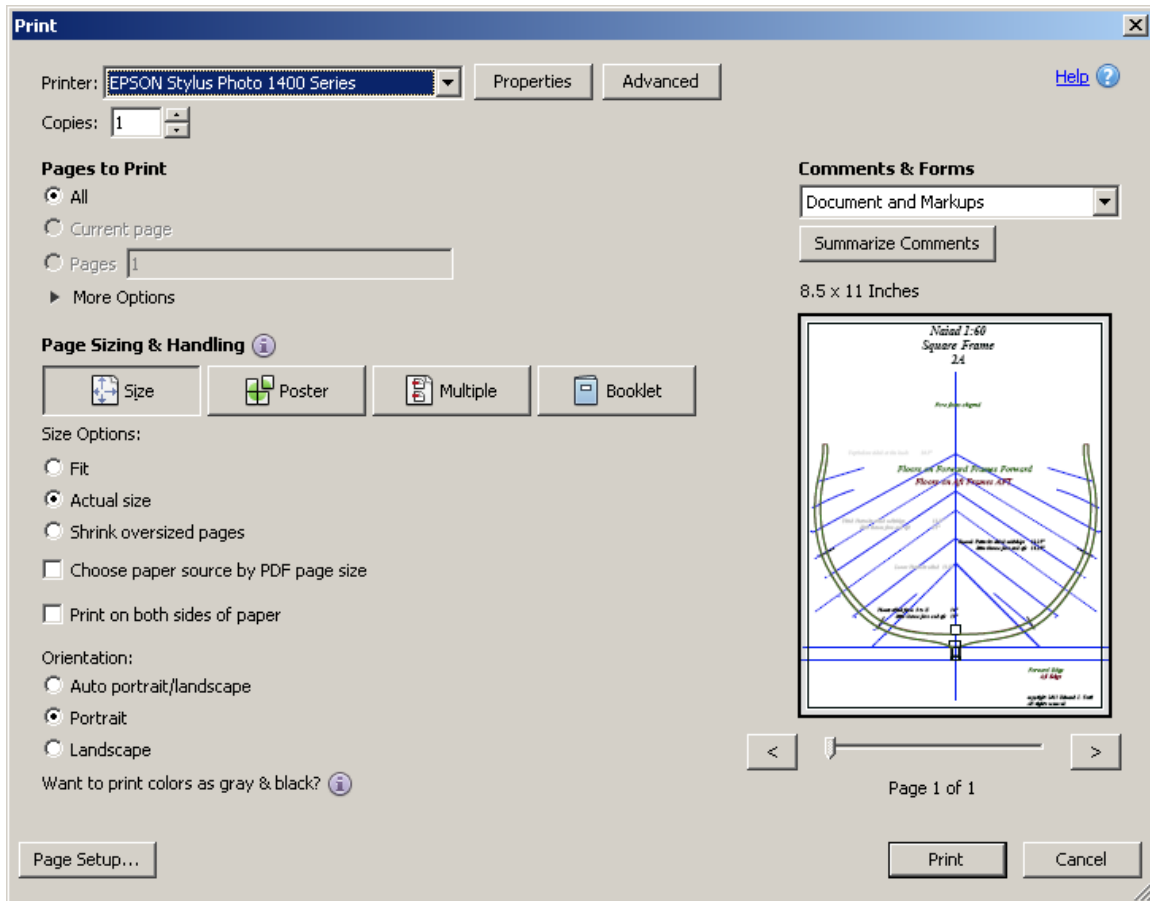 Print
Printer: EPSON Stylus Photo 1400 Series Properties Advanced Help
Copies: 1
Pages to Print
All
Current page
Pages 1
More Options
Page Sizing & Handling
Size Poster Multiple Booklet
Size Options:
Fit
Actual size
Shrink oversized pages
Choose paper source by PDF page size
Print on both sides of paper
Orientation:
Auto portrait/landscape
Portrait
Landscape
Want to print colors as gray & black?
Page Setup...
Comments & Forms
Document and Markups
Summarize Comments
8.5 x 11 Inches
Naiad 1:60
Square Frame
2A
Floors on Forward Frames Forward
Floors on Aft Frames AFT
Forward Edge
Aft Edge
<
>
Page 1 of 1
Print Cancel